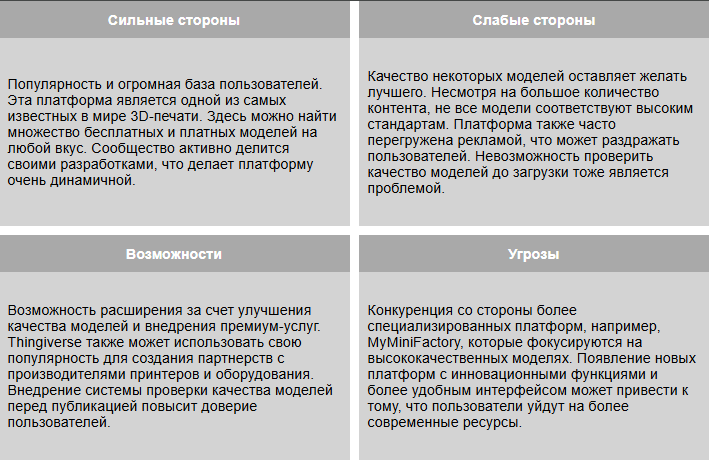 Сильные стороны
Популярность и огромная база пользователей.
Эта платформа является одной из самых
известных в мире 3D-печати. Здесь можно найти
множество бесплатных и платных моделей на
любой вкус. Сообщество активно делится
своими разработками, что делает платформу
очень динамичной.
Слабые стороны
Качество некоторых моделей оставляет желать
лучшего. Несмотря на большое количество
контента, не все модели соответствуют высоким
стандартам. Платформа также часто
перегружена рекламой, что может раздражать
пользователей. Невозможность проверить
качество моделей до загрузки тоже является
проблемой.
Возможности
Возможность расширения за счет улучшения
качества моделей и внедрения премиум-услуг.
Thingiverse также может использовать свою
популярность для создания партнерств с
производителями принтеров и оборудования.
Внедрение системы проверки качества моделей
перед публикацией повысит доверие
пользователей.
Угрозы
Конкуренция со стороны более
специализированных платформ, например,
MyMiniFactory, которые фокусируются на
высококачественных моделях. Появление новых
платформ с инновационными функциями и
более удобным интерфейсом может привести к
тому, что пользователи уйдут на более
современные ресурсы.